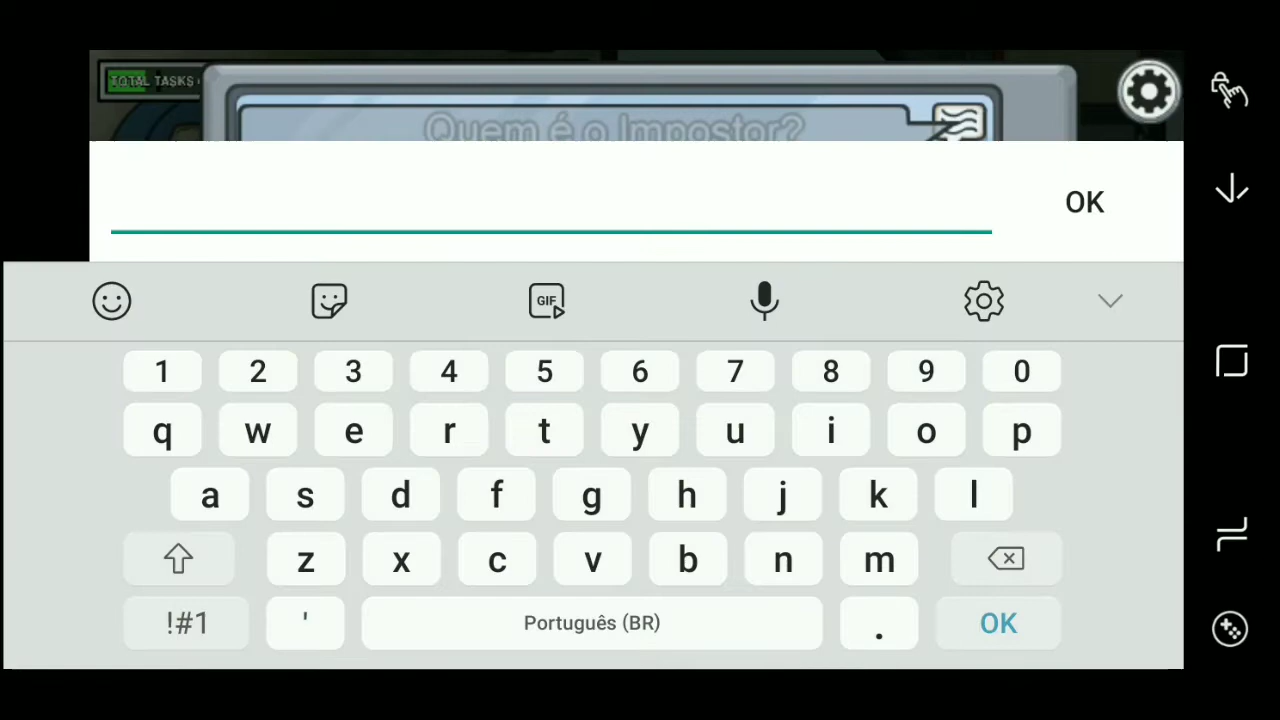 TOTAL TASKS
Quem é o Impostor?
OK
GIF
1 2 3 4 5 6 7 8 9 0
q w e r t y u i o p
a s d f g h j k l
z x c v b n m
!#1 ' Português (BR) . OK